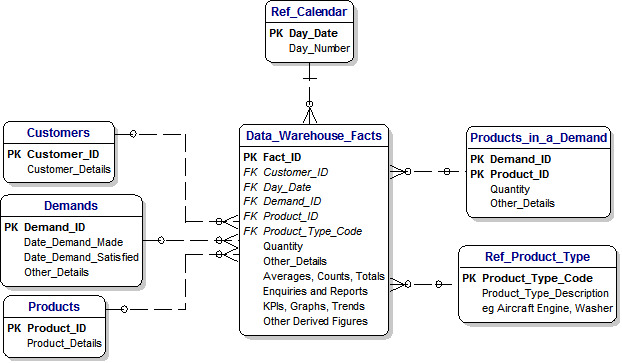 Ref_Calendar
PK Day_Date
Day_Number
Customers
PK Customer_ID
Customer_Details
Demands
PK Demand_ID
Date_Demand_Made
Date_Demand_Satisfied
Other_Details
Products
PK Product_ID
Product_Details
Data_Warehouse_Facts
PK Fact_ID
FK Customer_ID
FK Day_Date
FK Demand_ID
FK Product_ID
FK Product_Type_Code
Quantity
Other_Details
Averages, Counts, Totals
Enquiries and Reports
KPIs, Graphs, Trends
Other Derived Figures
Products_in_a_Demand
PK Demand_ID
PK Product_ID
Quantity
Other_Details
Ref_Product_Type
PK Product_Type_Code
Product_Type_Description
eg Aircraft Engine, Washer